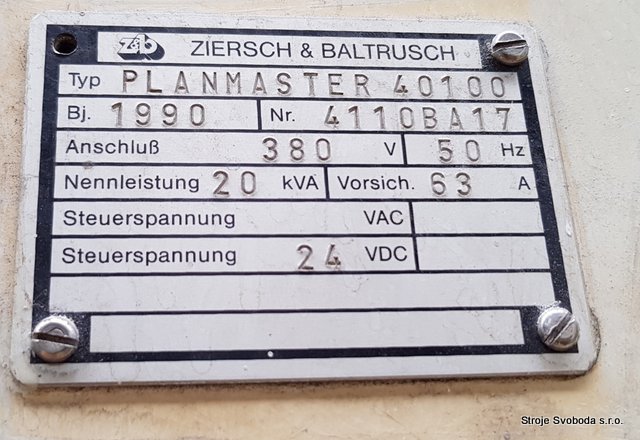 zb ZIERSCH & BALTRUSCH
Typ PLANMASTER 40100
Bj. 1990 Nr. 4110BA17
Anschluß 380 V 50 Hz
Nennleistung 20 kVA Vorsich. 63 A
Steuerspannung VAC
Steuerspannung 24 VDC
Stroje Svoboda s.r.o.